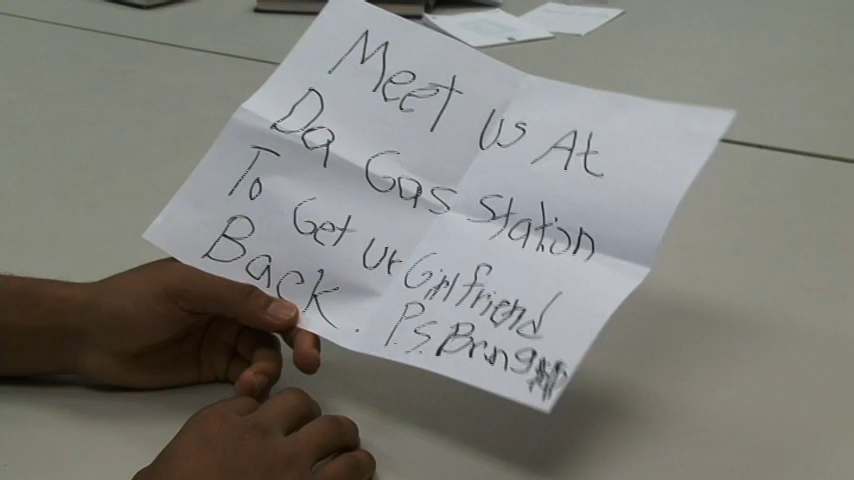 Meet us At
Da Gas Station
To Get Ur Girlfriend
Back. P.S. Bring $$$